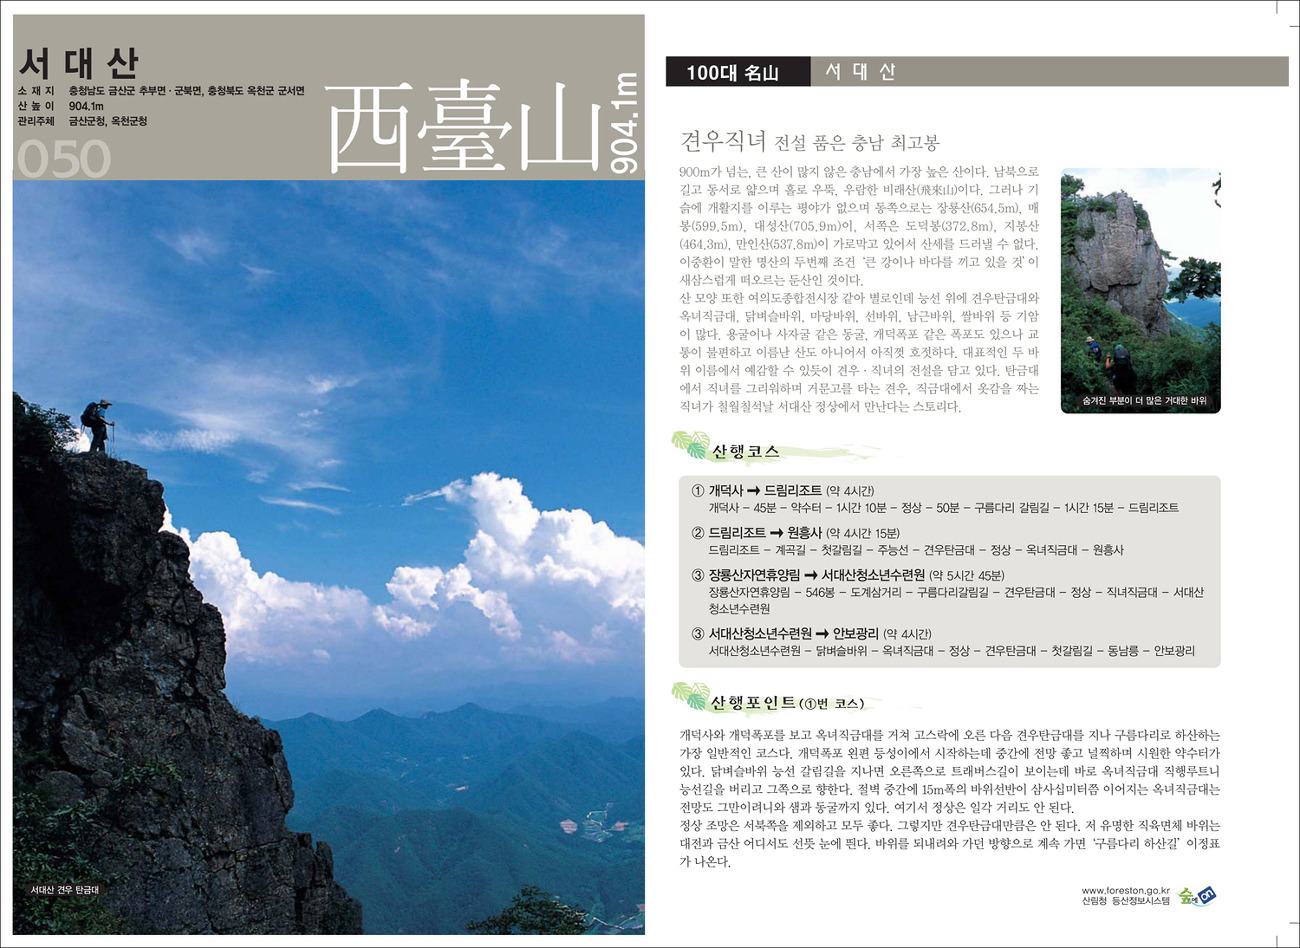 서대산
소 재 지 충청남도 금산군 추부면·군북면, 충청북도 옥천군 군서면
산 높 이 904.1m
관리주체 금산군청, 옥천군청
050
西臺山
904.1m
서대산 견우 탄금대
100대 名山 서 대 산
견우직녀 전설 품은 충남 최고봉
900m가 넘는, 큰 산이 많지 않은 충남에서 가장 높은 산이다. 남북으로
길고 동서로 얇으며 홀로 우뚝, 우람한 비래산(飛來山)이다. 그러나 기
슭에 개활지를 이루는 평야가 없으며 동쪽으로는 장룡산(654.5m), 매
봉(599.5m), 대성산(705.9m)이, 서쪽은 도덕봉(372.8m), 지봉산
(464.3m), 만인산(537.8m)이 가로막고 있어서 산세를 드러낼 수 없다.
이중환이 말한 명산의 두번째 조건 '큰 강이나 바다를 끼고 있을 것'이
새삼스럽게 떠오르는 둔산인 것이다.
산 모양 또한 여의도종합전시장 같아 별로인데 능선 위에 견우탄금대와
옥녀직금대, 닭벼슬바위, 마당바위, 선바위, 남근바위, 쌀바위 등 기암
이 많다. 용굴이나 사자굴 같은 동굴, 개덕폭포 같은 폭포도 있으나 교
통이 불편하고 이름난 산도 아니어서 아직껏 호젓하다. 대표적인 두 바
위 이름에서 예감할 수 있듯이 견우·직녀의 전설을 담고 있다. 탄금대
에서 직녀를 그리워하며 거문고를 타는 견우, 직금대에서 옷감을 짜는
직녀가 칠월칠석날 서대산 정상에서 만난다는 스토리다.
숨겨진 부분이 더 많은 거대한 바위
산행코스
① 개덕사 ➞ 드림리조트 (약 4시간)
개덕사 – 45분 – 약수터 – 1시간 10분 – 정상 – 50분 – 구름다리 갈림길 – 1시간 15분 – 드림리조트
② 드림리조트 ➞ 원흥사 (약 4시간 15분)
드림리조트 – 계곡길 – 첫갈림길 – 주능선 – 견우탄금대 – 정상 – 옥녀직금대 – 원흥사
③ 장룡산자연휴양림 ➞ 서대산청소년수련원 (약 5시간 45분)
장룡산자연휴양림 – 546봉 – 도계삼거리 – 구름다리갈림길 – 견우탄금대 – 정상 – 직녀직금대 – 서대산
청소년수련원
③ 서대산청소년수련원 ➞ 안보광리 (약 4시간)
서대산청소년수련원 – 닭벼슬바위 – 옥녀직금대 – 정상 – 견우탄금대 – 첫갈림길 – 동남릉 – 안보광리
산행포인트(①번 코스)
개덕사와 개덕폭포를 보고 옥녀직금대를 거쳐 고스락에 오른 다음 견우탄금대를 지나 구름다리로 하산하는
가장 일반적인 코스다. 개덕폭포 왼편 등성이에서 시작하는데 중간에 전망 좋고 널찍하며 시원한 약수터가
있다. 닭벼슬바위 능선 갈림길을 지나면 오른쪽으로 트래버스길이 보이는데 바로 옥녀직금대 직행루트니
능선길을 버리고 그쪽으로 향한다. 절벽 중간에 15m폭의 바위선반이 삼사십미터쯤 이어지는 옥녀직금대는
전망도 그만이려니와 샘과 동굴까지 있다. 여기서 정상은 일각 거리도 안 된다.
정상 조망은 서북쪽을 제외하고 모두 좋다. 그렇지만 견우탄금대만큼은 안 된다. 저 유명한 직육면체 바위는
대전과 금산 어디서도 선뜻 눈에 띈다. 바위를 되내려와 가던 방향으로 계속 가면 '구름다리 하산길' 이정표
가 나온다.
www.foreston.go.kr
산림청 등산정보시스템
숲에on